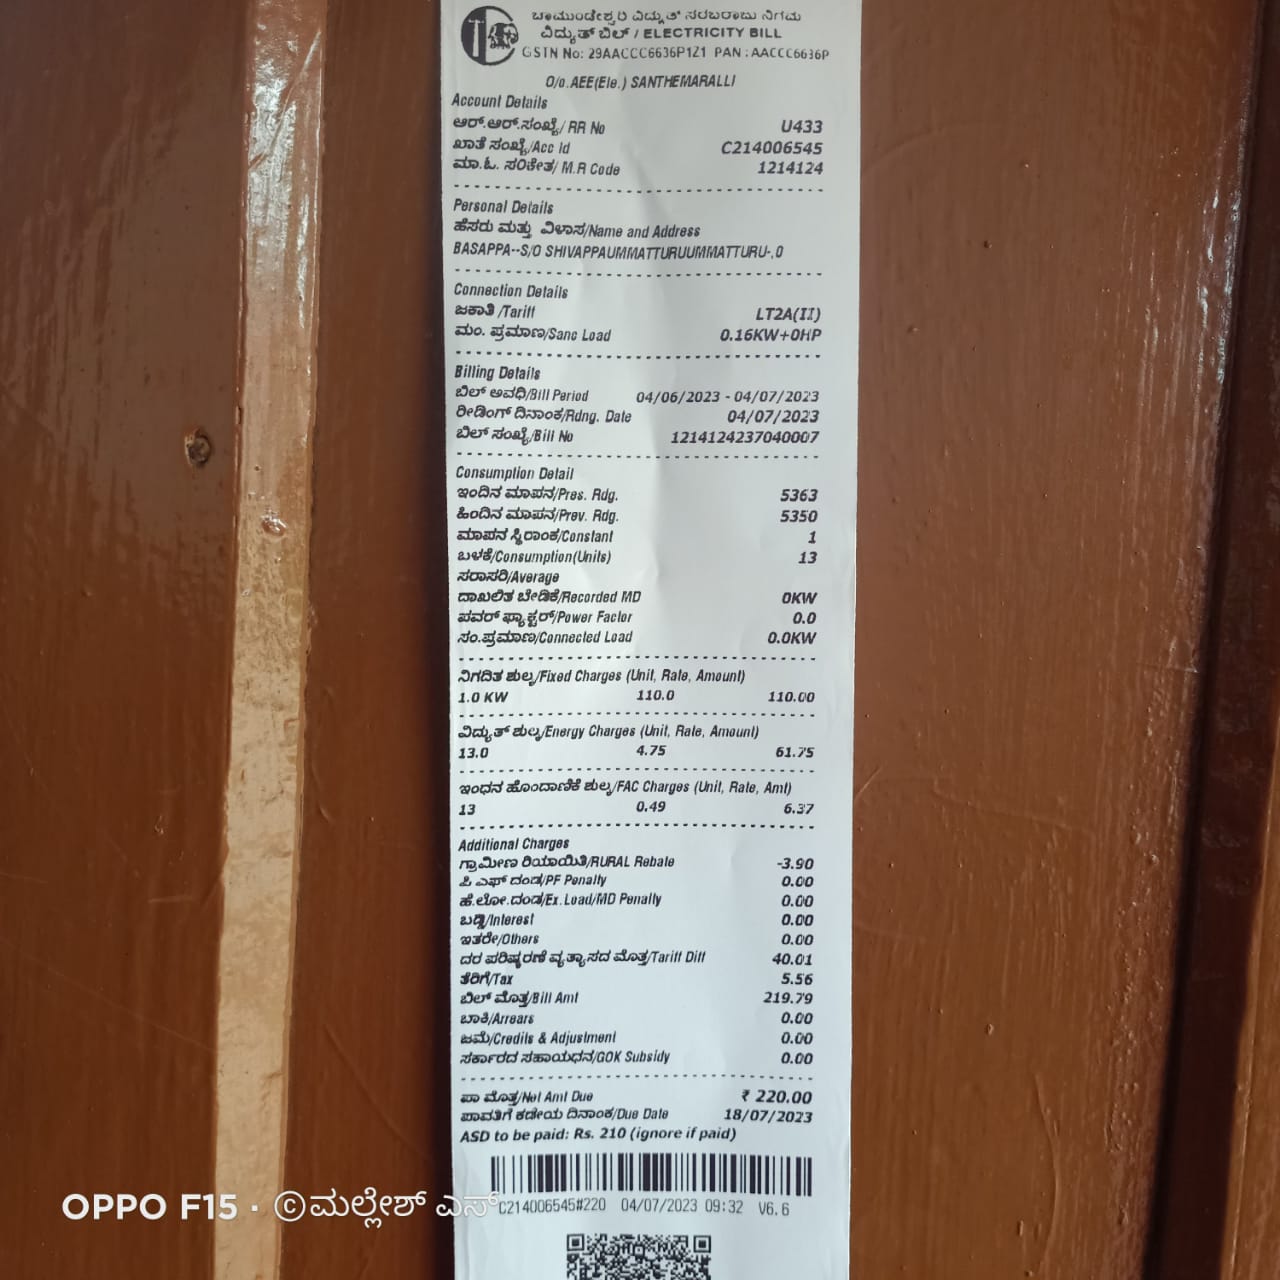 ಚಾಮುಂಡೇಶ್ವರಿ ವಿದ್ಯುತ್ ಸರಬರಾಜು ನಿಗಮ
ವಿದ್ಯುತ್ ಬಿಲ್ / ELECTRICITY BILL
GSTN No: 29AACCC6636P1Z1 PAN : AACCC6636P
O/o.AEE(Ele.) SANTHEMARALLI
Account Details
ಆರ್.ಆರ್.ಸಂಖ್ಯೆ/ RR No U433
ಖಾತೆ ಸಂಖ್ಯೆ/Acc Id C214006545
ಮಾ.ಓ. ಸಂಕೇತ/ M.R Code 1214124
Personal Details
ಹೆಸರು ಮತ್ತು ವಿಳಾಸ/Name and Address
BASAPPA--S/O SHIVAPPAUMMATTURUUMMATTURU-,0
Connection Details
ಜಕಾತಿ /Tariff LT2A(II)
ಮಂ. ಪ್ರಮಾಣ/Sanc Load 0.16KW+0HP
Billing Details
ಬಿಲ್ ಅವಧಿ/Bill Period 04/06/2023 - 04/07/2023
ರೀಡಿಂಗ್ ದಿನಾಂಕ/Rdng. Date 04/07/2023
ಬಿಲ್ ಸಂಖ್ಯೆ/Bill No 1214124237040007
Consumption Detail
ಇಂದಿನ ಮಾಪನ/Pres. Rdg. 5363
ಹಿಂದಿನ ಮಾಪನ/Prev. Rdg. 5350
ಮಾಪನ ಸ್ಥಿರಾಂಕ/Constant 1
ಬಳಕೆ/Consumption(Units) 13
ಸರಾಸರಿ/Average
ದಾಖಲಿತ ಬೇಡಿಕೆ/Recorded MD 0KW
ಪವರ್ ಫ್ಯಾಕ್ಟರ್/Power Factor 0.0
ಸಂ.ಪ್ರಮಾಣ/Connected Load 0.0KW
ನಿಗದಿತ ಶುಲ್ಕ/Fixed Charges (Unit, Rate, Amount)
1.0 KW 110.0 110.00
ವಿದ್ಯುತ್ ಶುಲ್ಕ/Energy Charges (Unit, Rate, Amount)
13.0 4.75 61.75
ಇಂಧನ ಹೊಂದಾಣಿಕೆ ಶುಲ್ಕ/FAC Charges (Unit, Rate, Amt)
13 0.49 6.37
Additional Charges
ಗ್ರಾಮೀಣ ರಿಯಾಯಿತಿ/RURAL Rebate -3.90
ಪಿ ಎಫ್ ದಂಡ/PF Penalty 0.00
ಹೆ.ಲೋ.ದಂಡ/Ex.Load/MD Penalty 0.00
ಬಡ್ಡಿ/Interest 0.00
ಇತರೇ/Others 0.00
ದರ ಪರಿಷ್ಕರಣೆ ವ್ಯತ್ಯಾಸದ ಮೊತ್ತ/Tariff Diff 40.01
ತೆರಿಗೆ/Tax 5.56
ಬಿಲ್ ಮೊತ್ತ/Bill Amt 219.79
ಬಾಕಿ/Arrears 0.00
ಜಮೆ/Credits & Adjustment 0.00
ಸರ್ಕಾರದ ಸಹಾಯಧನ/GOK Subsidy 0.00
ಪಾ ಮೊತ್ತ/Net Amt Due ₹ 220.00
ಪಾವತಿಗೆ ಕಡೇಯ ದಿನಾಂಕ/Due Date 18/07/2023
ASD to be paid: Rs. 210 (ignore if paid)
C214006545#220 04/07/2023 09:32 V6.6
OPPO F15 · ©ಮಲ್ಲೇಶ್ ಎಸ್